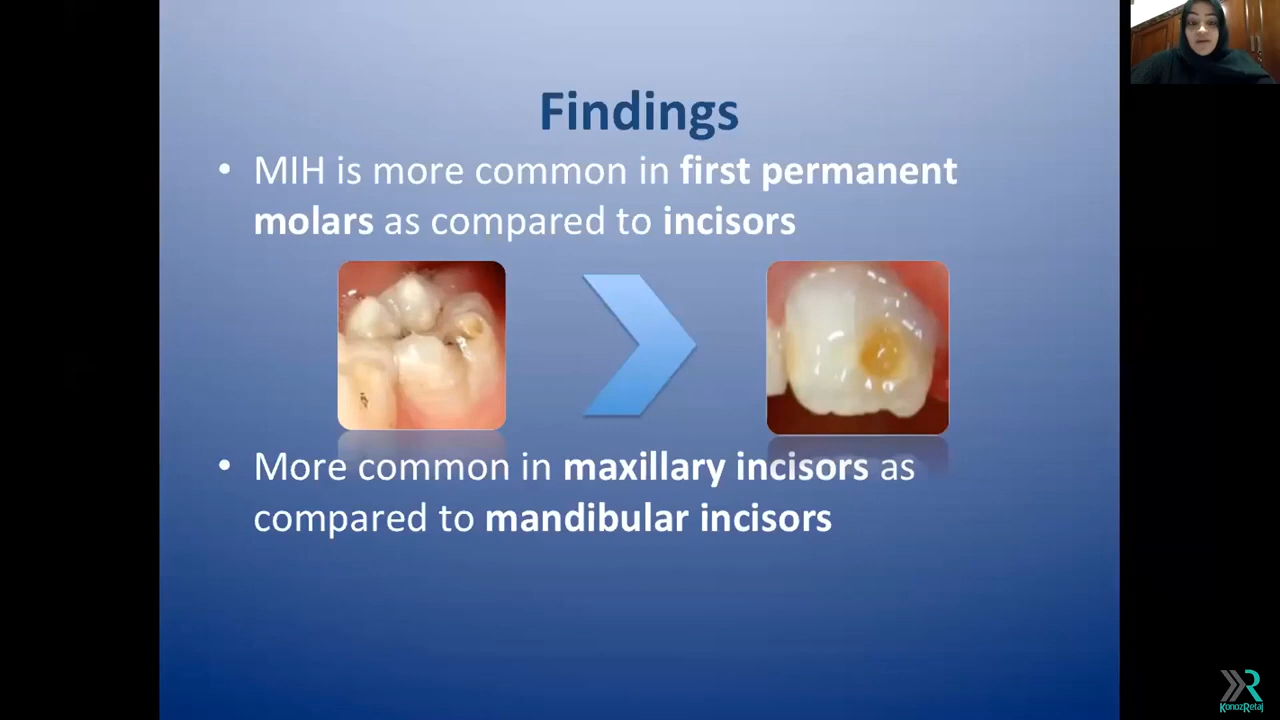 Findings
• MIH is more common in first permanent
molars as compared to incisors
• More common in maxillary incisors as
compared to mandibular incisors
KonozRetaj